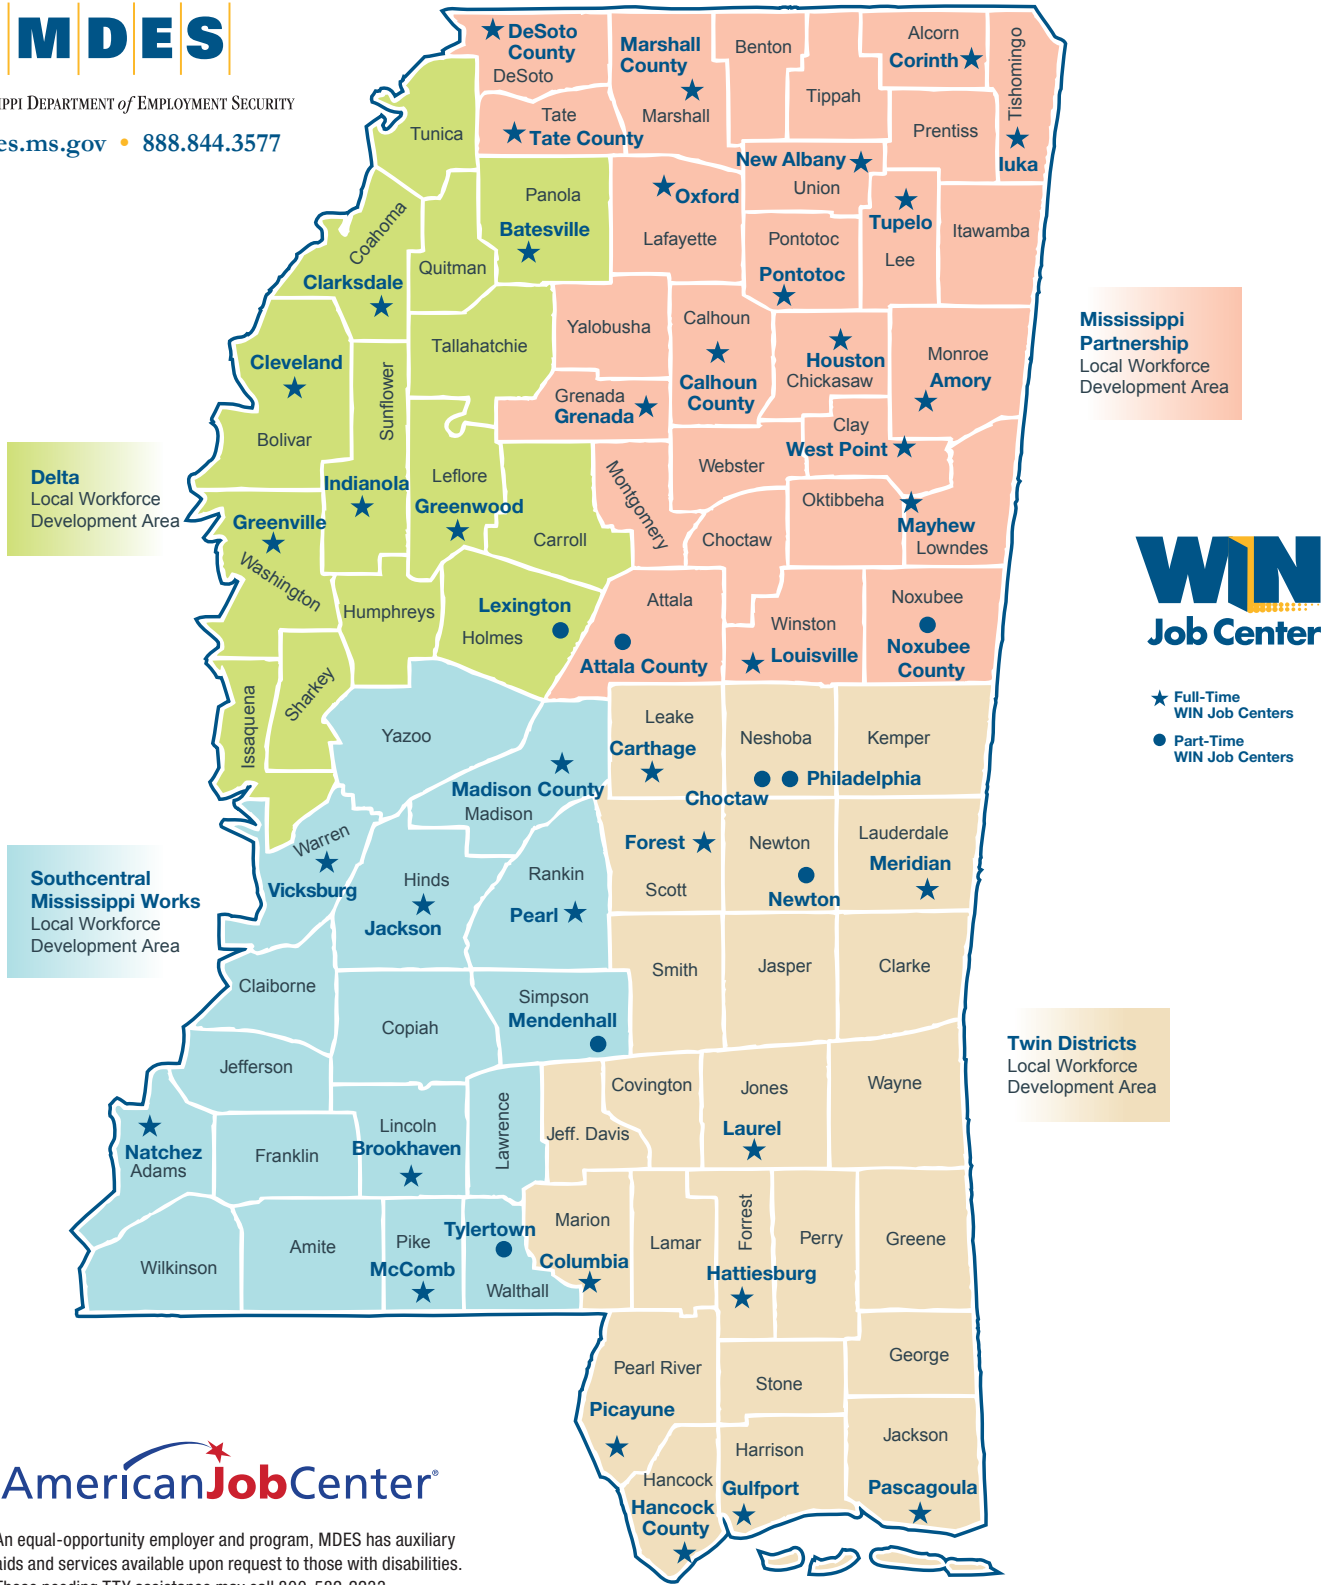 MDES
DEPARTMENT of EMPLOYMENT SECURITY
888.844.3577
DeSoto
County
DeSoto
Marshall
County
Marshall
Benton
Tippah
Alcorn
Corinth
Tishomingo
Iuka
Prentiss
Tate
Tate County
Tunica
New Albany
Union
Oxford
Lafayette
Panola
Batesville
Tupelo
Lee
Itawamba
Pontotoc
Pontotoc
Coahoma
Clarksdale
Quitman
Tallahatchie
Yalobusha
Calhoun
Calhoun
County
Houston
Chickasaw
Monroe
Amory
Cleveland
Bolivar
Sunflower
Indianola
Grenada
Grenada
Clay
West Point
Webster
Montgomery
Leflore
Greenwood
Carroll
Choctaw
Oktibbeha
Mayhew
Lowndes
Greenville
Washington
Humphreys
Lexington
Holmes
Attala
Attala County
Winston
Louisville
Noxubee
Noxubee
County
Issaquena
Sharkey
Yazoo
Madison County
Madison
Leake
Carthage
Neshoba
Philadelphia
Choctaw
Kemper
Warren
Vicksburg
Hinds
Jackson
Rankin
Pearl
Forest
Scott
Newton
Newton
Lauderdale
Meridian
Claiborne
Copiah
Simpson
Mendenhall
Smith
Jasper
Clarke
Jefferson
Natchez
Adams
Franklin
Lincoln
Brookhaven
Lawrence
Jeff. Davis
Covington
Jones
Laurel
Wayne
Wilkinson
Amite
Pike
McComb
Tylertown
Walthall
Marion
Columbia
Lamar
Forrest
Hattiesburg
Perry
Greene
Pearl River
Picayune
Stone
George
Hancock
Hancock
County
Harrison
Gulfport
Jackson
Pascagoula
Mississippi
Partnership
Local Workforce
Development Area
Delta
Local Workforce
Development Area
WIN
Job Center
Full-Time
WIN Job Centers
Part-Time
WIN Job Centers
Southcentral
Mississippi Works
Local Workforce
Development Area
Twin Districts
Local Workforce
Development Area
AmericanJobCenter®
An equal-opportunity employer and program, MDES has auxiliary
aids and services available upon request to those with disabilities.